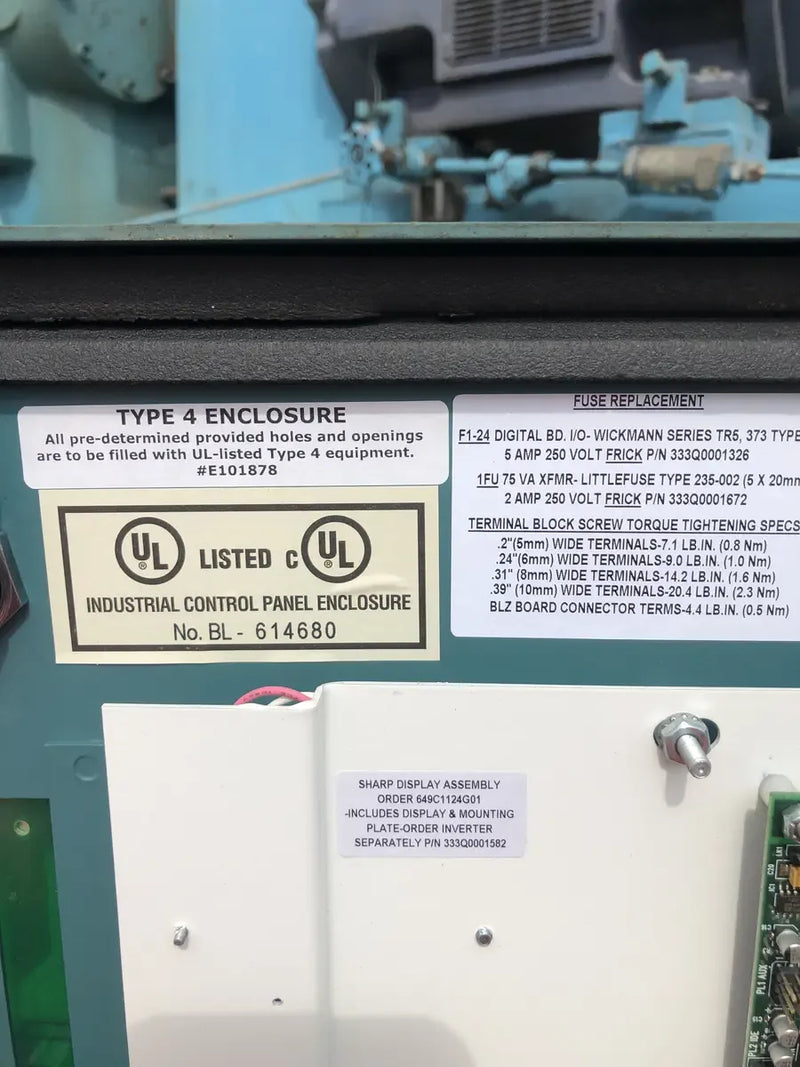 TYPE 4 ENCLOSURE
All pre-determined provided holes and openings
are to be filled with UL-listed Type 4 equipment.
#E101878
UL LISTED C UL
®
®
INDUSTRIAL CONTROL PANEL ENCLOSURE
No. BL - 614680
FUSE REPLACEMENT
F1-24 DIGITAL BD. I/O- WICKMANN SERIES TR5, 373 TYPE
5 AMP 250 VOLT FRICK P/N 333Q0001326
1FU 75 VA XFMR- LITTLEFUSE TYPE 235-002 (5 X 20mm
2 AMP 250 VOLT FRICK P/N 333Q0001672
TERMINAL BLOCK SCREW TORQUE TIGHTENING SPECS
.2"(5mm) WIDE TERMINALS-7.1 LB.IN. (0.8 Nm)
.24"(6mm) WIDE TERMINALS-9.0 LB.IN. (1.0 Nm)
.31" (8mm) WIDE TERMINALS-14.2 LB.IN. (1.6 Nm)
.39" (10mm) WIDE TERMINALS-20.4 LB.IN. (2.3 Nm)
BLZ BOARD CONNECTOR TERMS-4.4 LB.IN. (0.5 Nm)
SHARP DISPLAY ASSEMBLY
ORDER 649C1124G01
-INCLUDES DISPLAY & MOUNTING
PLATE-ORDER INVERTER
SEPARATELY P/N 333Q0001582
LK1
C20
IC1
PL1 AUX
PL2 IDE